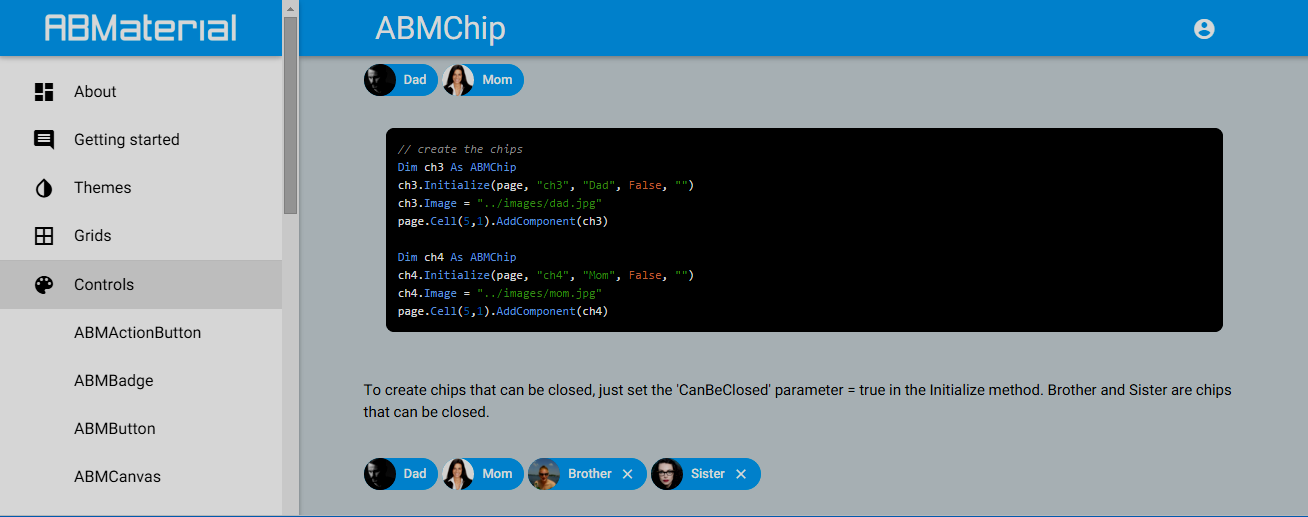 ABMaterial
ABMChip
About
Getting started
Themes
Grids
Controls
ABMActionButton
ABMBadge
ABMButton
ABMCanvas
Dad
Mom
// create the chips
Dim ch3 As ABMChip
ch3.Initialize(page, "ch3", "Dad", False, "")
ch3.Image = "../images/dad.jpg"
page.Cell(5,1).AddComponent(ch3)
Dim ch4 As ABMChip
ch4.Initialize(page, "ch4", "Mom", False, "")
ch4.Image = "../images/mom.jpg"
page.Cell(5,1).AddComponent(ch4)
To create chips that can be closed, just set the 'CanBeClosed' parameter = true in the Initialize method. Brother and Sister are chips
that can be closed.
Dad
Mom
Brother
Sister